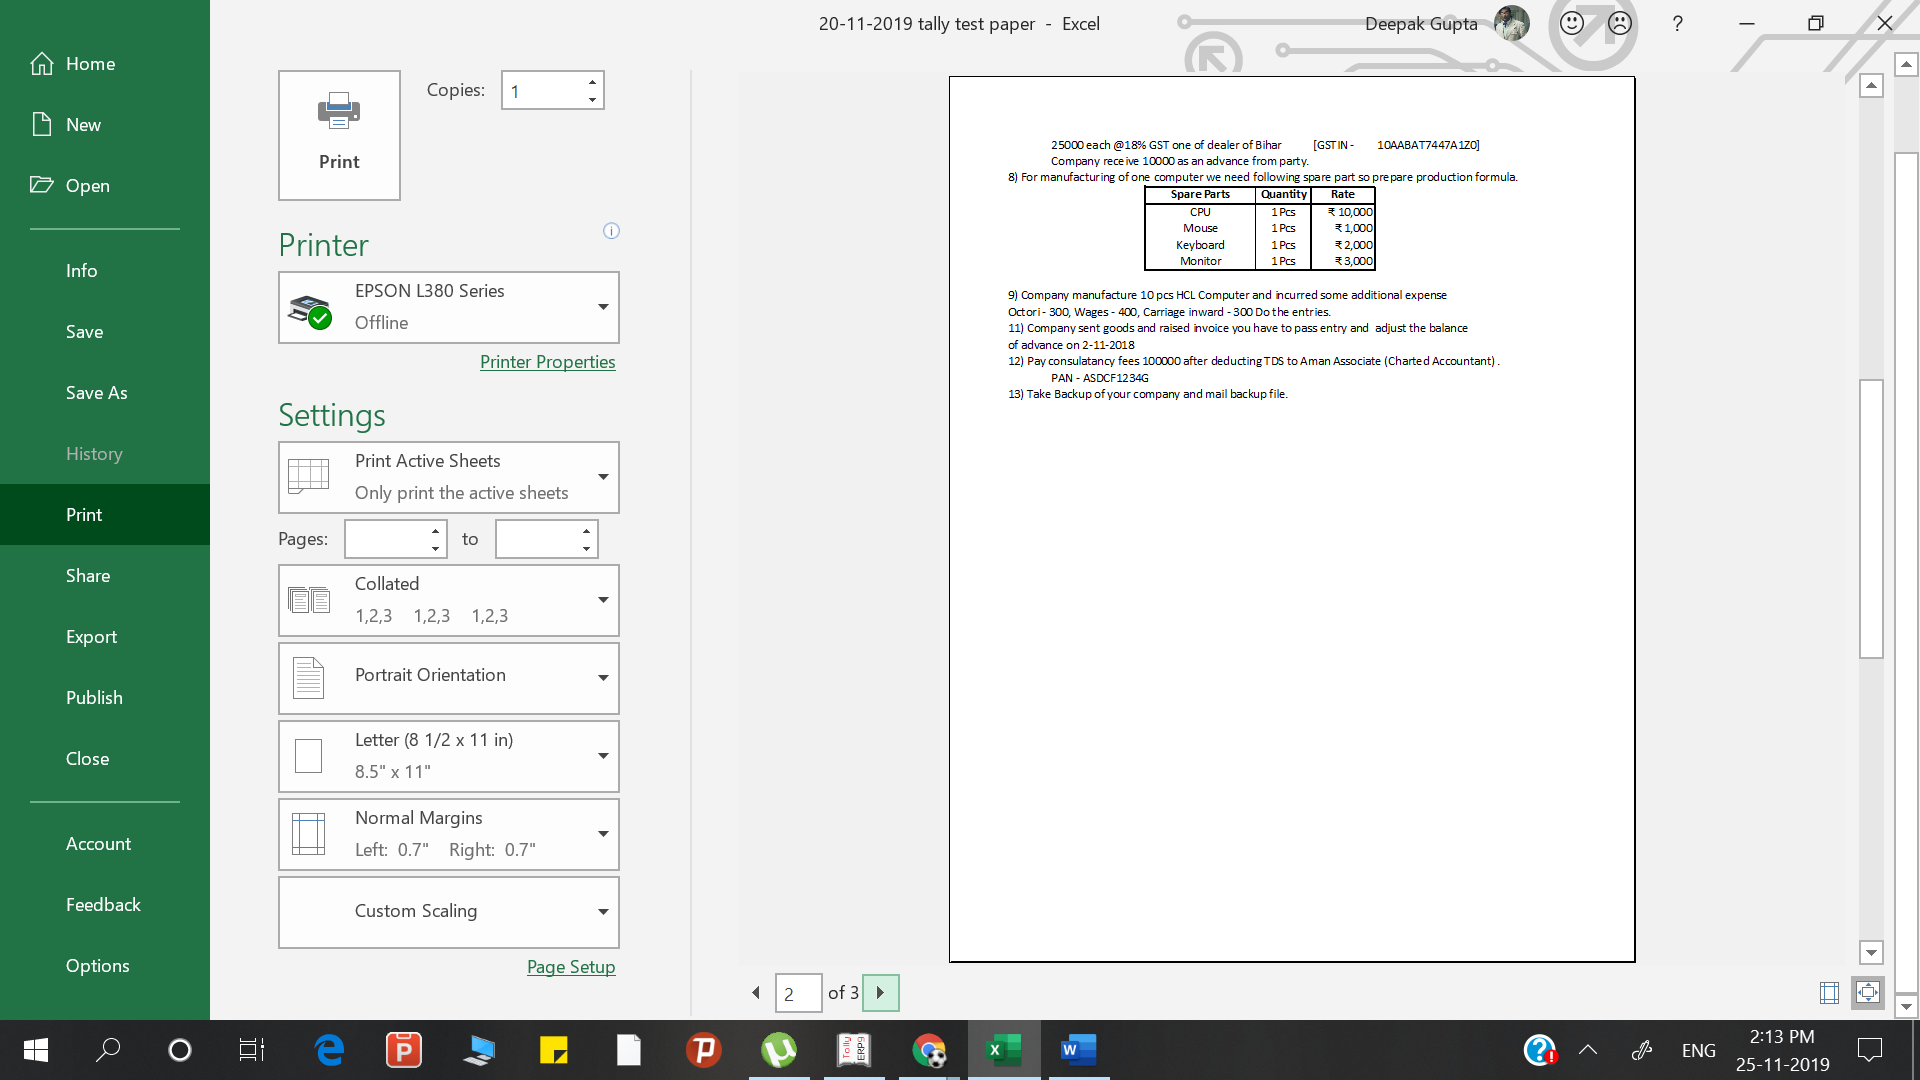 20-11-2019 tally test paper - Excel
Deepak Gupta
?
Home
New
Open
Info
Save
Save As
History
Print
Share
Export
Publish
Close
Account
Feedback
Options
Print
Copies: 1
Printer
EPSON L380 Series
Offline
Printer Properties
Settings
Print Active Sheets
Only print the active sheets
Pages: to
Collated
1,2,3 1,2,3 1,2,3
Portrait Orientation
Letter (8 1/2 x 11 in)
8.5" x 11"
Normal Margins
Left: 0.7" Right: 0.7"
Custom Scaling
Page Setup
25000 each @18% GST one of dealer of Bihar [GSTIN - 10AABAT7447A1Z0]
Company receive 10000 as an advance from party.
8) For manufacturing of one computer we need following spare part so prepare production formula.
Spare Parts Quantity Rate
CPU 1 Pcs ₹ 10,000
Mouse 1 Pcs ₹ 1,000
Keyboard 1 Pcs ₹ 2,000
Monitor 1 Pcs ₹ 3,000
9) Company manufacture 10 pcs HCL Computer and incurred some additional expense
Octori - 300, Wages - 400, Carriage inward - 300 Do the entries.
11) Company sent goods and raised invoice you have to pass entry and adjust the balance
of advance on 2-11-2018
12) Pay consulatancy fees 100000 after deducting TDS to Aman Associate (Charted Accountant) .
PAN - ASDCF1234G
13) Take Backup of your company and mail backup file.
2 of 3
Tally ERP9
ENG
2:13 PM
25-11-2019